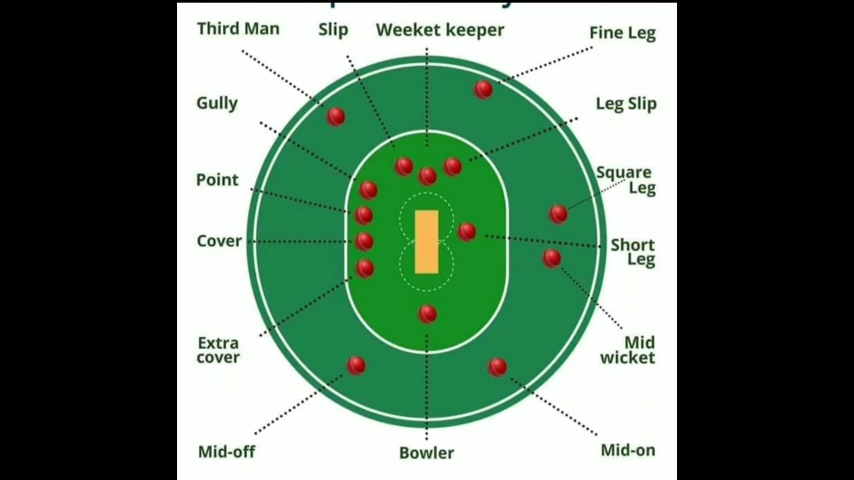 Third Man
Slip
Weeket keeper
Fine Leg
Gully
Leg Slip
Point
Square
Leg
Cover
Short
Leg
Extra
cover
Mid
wicket
Mid-off
Bowler
Mid-on